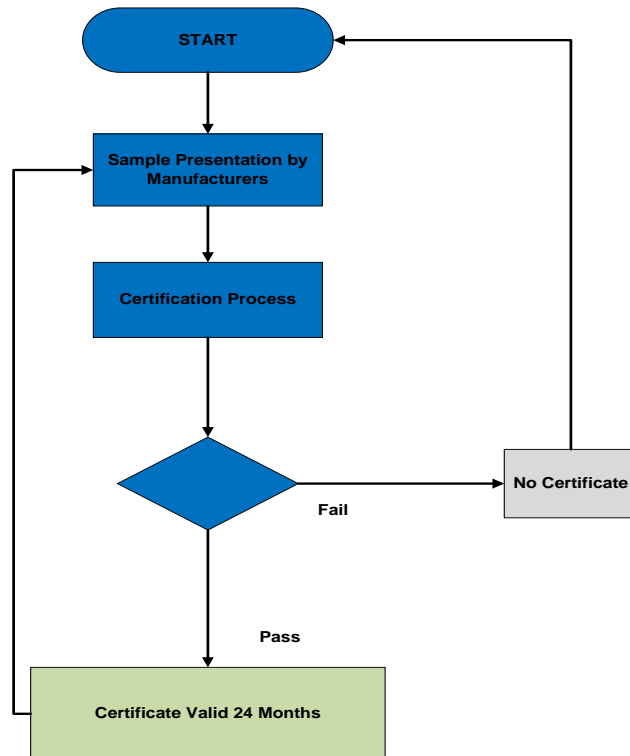 START
Sample Presentation by
Manufacturers
Certification Process
No Certificate
Fail
Pass
Certificate Valid 24 Months